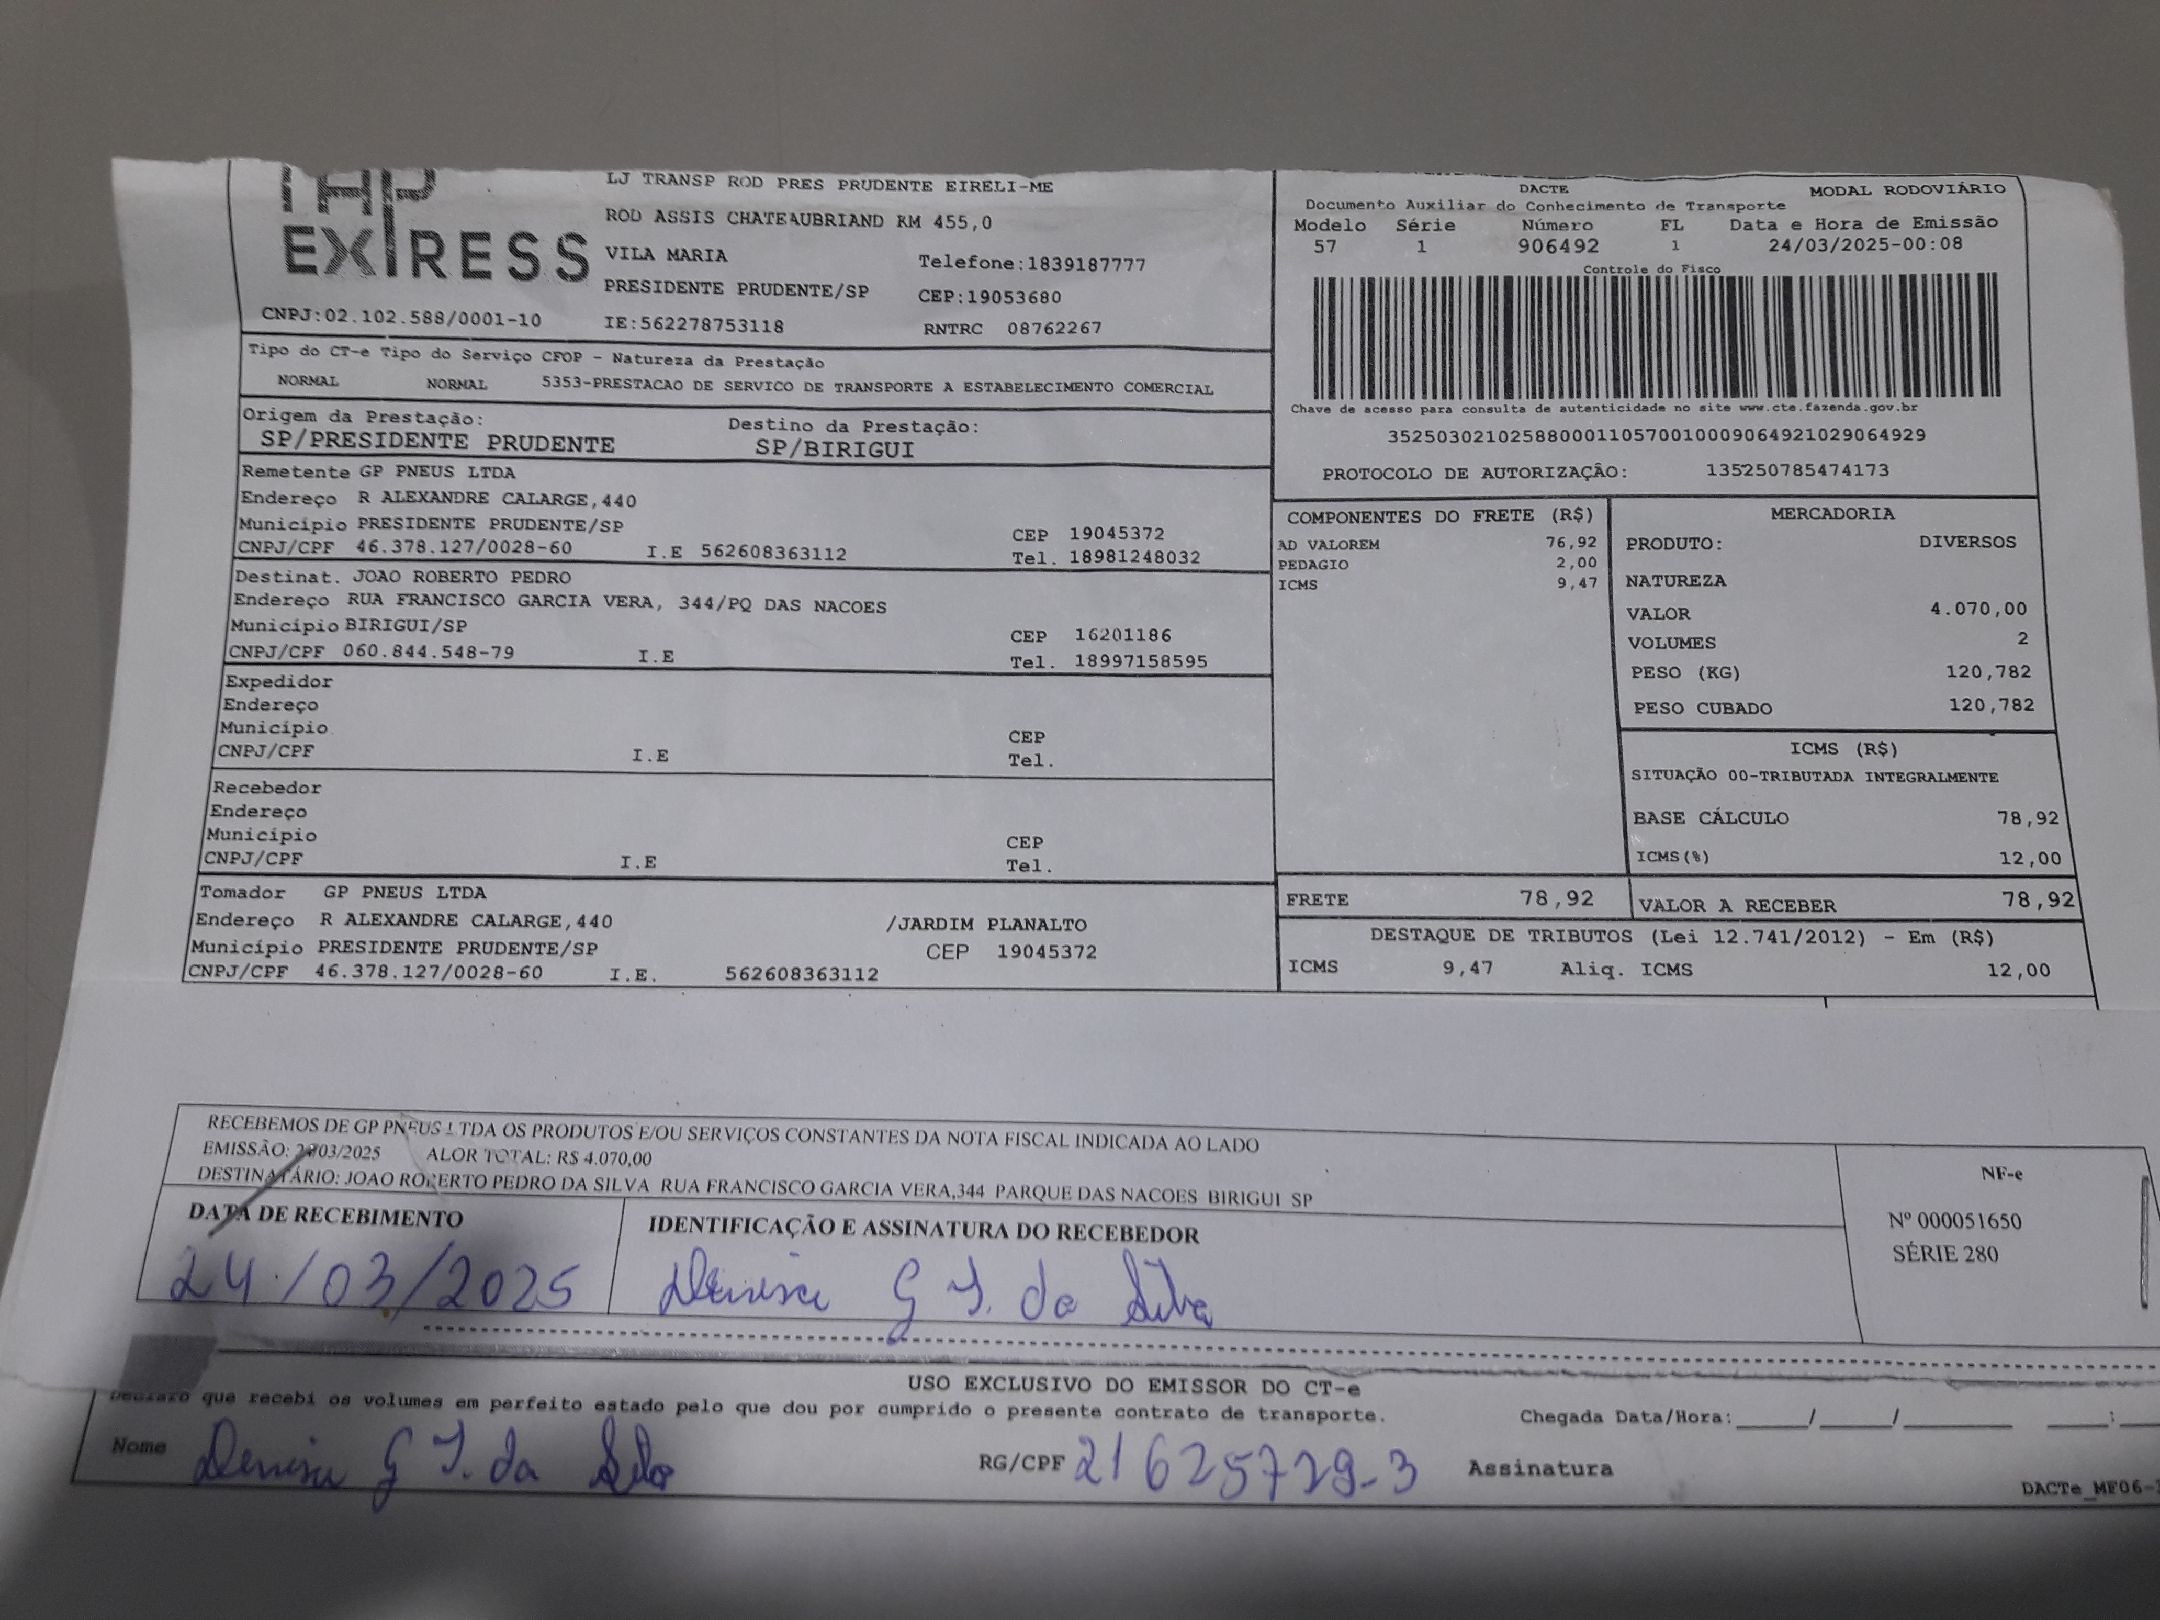 TAP
EXPRESS
CNPJ:02.102.588/0001-10
LJ TRANSP ROD PRES PRUDENTE EIRELI-ME
ROD ASSIS CHATEAUBRIAND KM 455,0
VILA MARIA Telefone:1839187777
PRESIDENTE PRUDENTE/SP CEP:19053680
IE:562278753118 RNTRC 08762267
DACTE MODAL RODOVIÁRIO
Documento Auxiliar do Conhecimento de Transporte
Modelo Série Número FL Data e Hora de Emissão
57 1 906492 1 24/03/2025-00:08
Controle do Fisco
Chave de acesso para consulta de autenticidade no site www.cte.fazenda.gov.br
35250302102588000110570010009064921029064929
PROTOCOLO DE AUTORIZAÇÃO: 135250785474173
Tipo do CT-e Tipo do Serviço CFOP - Natureza da Prestação
NORMAL NORMAL 5353-PRESTACAO DE SERVICO DE TRANSPORTE A ESTABELECIMENTO COMERCIAL
Origem da Prestação: Destino da Prestação:
SP/PRESIDENTE PRUDENTE SP/BIRIGUI
Remetente GP PNEUS LTDA
Endereço R ALEXANDRE CALARGE,440
Município PRESIDENTE PRUDENTE/SP CEP 19045372
CNPJ/CPF 46.378.127/0028-60 I.E 562608363112 Tel. 18981248032
Destinat. JOAO ROBERTO PEDRO
Endereço RUA FRANCISCO GARCIA VERA, 344/PQ DAS NACOES
Município BIRIGUI/SP CEP 16201186
CNPJ/CPF 060.844.548-79 I.E Tel. 18997158595
Expedidor
Endereço
Município CEP
CNPJ/CPF I.E Tel.
Recebedor
Endereço
Município CEP
CNPJ/CPF I.E Tel.
Tomador GP PNEUS LTDA
Endereço R ALEXANDRE CALARGE,440 /JARDIM PLANALTO
Município PRESIDENTE PRUDENTE/SP CEP 19045372
CNPJ/CPF 46.378.127/0028-60 I.E. 562608363112
COMPONENTES DO FRETE (R$)
AD VALOREM 76,92
PEDAGIO 2,00
ICMS 9,47
MERCADORIA
PRODUTO: DIVERSOS
NATUREZA
VALOR 4.070,00
VOLUMES 2
PESO (KG) 120,782
PESO CUBADO 120,782
ICMS (R$)
SITUAÇÃO 00-TRIBUTADA INTEGRALMENTE
BASE CÁLCULO 78,92
ICMS(%) 12,00
FRETE 78,92 VALOR A RECEBER 78,92
DESTAQUE DE TRIBUTOS (Lei 12.741/2012) - Em (R$)
ICMS 9,47 Aliq. ICMS 12,00
RECEBEMOS DE GP PNEUS LTDA OS PRODUTOS E/OU SERVIÇOS CONSTANTES DA NOTA FISCAL INDICADA AO LADO
EMISSÃO: /03/2025 ALOR TOTAL: R$ 4.070,00
DESTINATÁRIO: JOAO ROBERTO PEDRO DA SILVA RUA FRANCISCO GARCIA VERA,344 PARQUE DAS NACOES BIRIGUI SP
DATA DE RECEBIMENTO IDENTIFICAÇÃO E ASSINATURA DO RECEBEDOR
24/03/2025 Denise G J. da Silva
NF-e
Nº 000051650
SÉRIE 280
USO EXCLUSIVO DO EMISSOR DO CT-e
Declaro que recebi os volumes em perfeito estado pelo que dou por cumprido o presente contrato de transporte. Chegada Data/Hora:____/____/______ ___:___
Nome Denise G J. da Silva RG/CPF 21625729-3 Assinatura
DACTe_MF06-